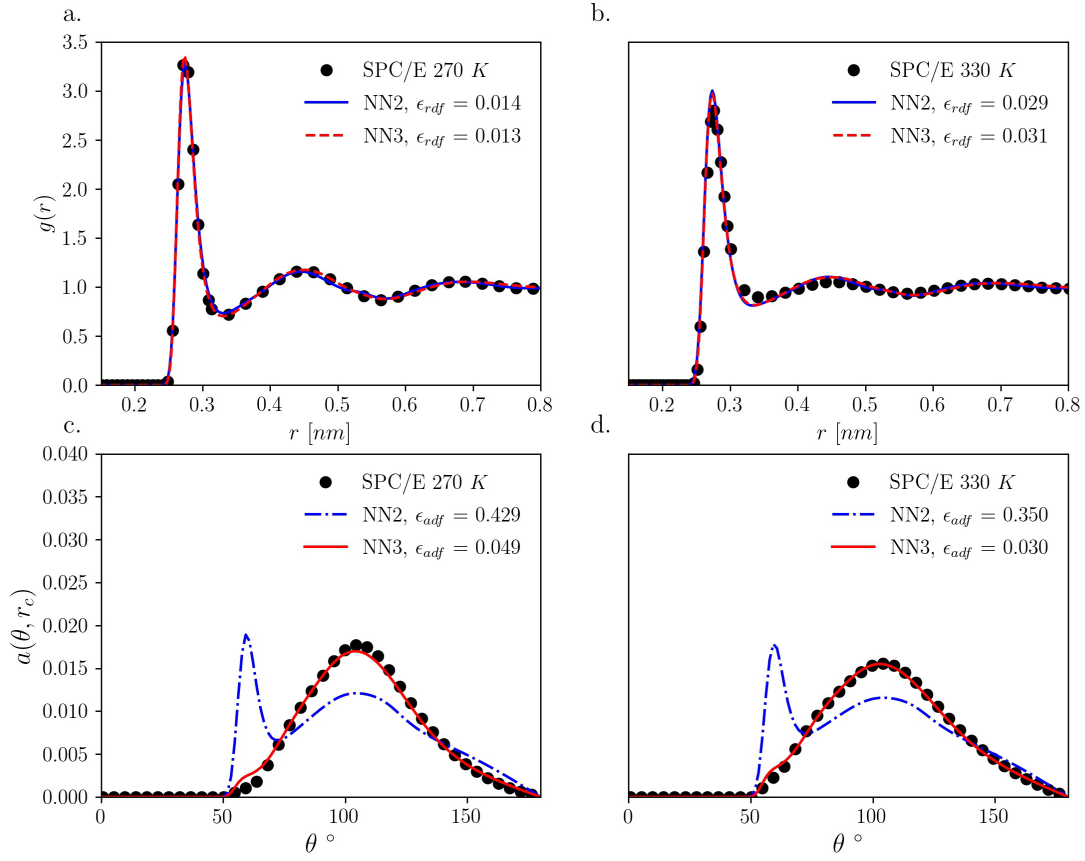 a.
3.5
3.0
2.5
2.0
1.5
1.0
0.5
0.0
g(r)
SPC/E 270 K
NN2, ϵrdf = 0.014
NN3, ϵrdf = 0.013
0.2 0.3 0.4 0.5 0.6 0.7 0.8
r [nm]
b.
SPC/E 330 K
NN2, ϵrdf = 0.029
NN3, ϵrdf = 0.031
0.2 0.3 0.4 0.5 0.6 0.7 0.8
r [nm]
c.
0.040
0.035
0.030
0.025
0.020
0.015
0.010
0.005
0.000
a(θ, rc)
SPC/E 270 K
NN2, ϵadf = 0.429
NN3, ϵadf = 0.049
0 50 100 150
θ °
d.
SPC/E 330 K
NN2, ϵadf = 0.350
NN3, ϵadf = 0.030
0 50 100 150
θ °